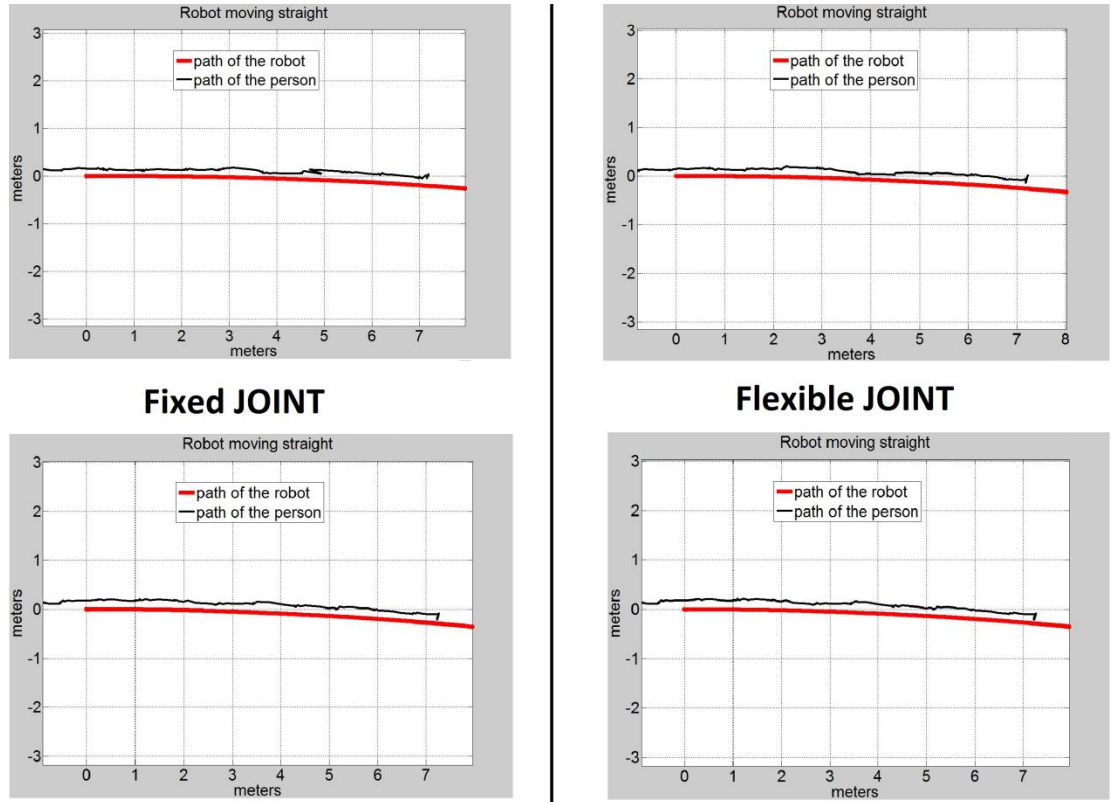 Robot moving straight
path of the robot
path of the person
3
2
1
0
-1
-2
-3
meters
0 1 2 3 4 5 6 7
meters
Robot moving straight
path of the robot
path of the person
3
2
1
0
-1
-2
-3
meters
0 1 2 3 4 5 6 7 8
meters
Fixed JOINT
Flexible JOINT
Robot moving straight
path of the robot
path of the person
3
2
1
0
-1
-2
-3
meters
0 1 2 3 4 5 6 7
meters
Robot moving straight
path of the robot
path of the person
3
2
1
0
-1
-2
-3
meters
0 1 2 3 4 5 6 7
meters